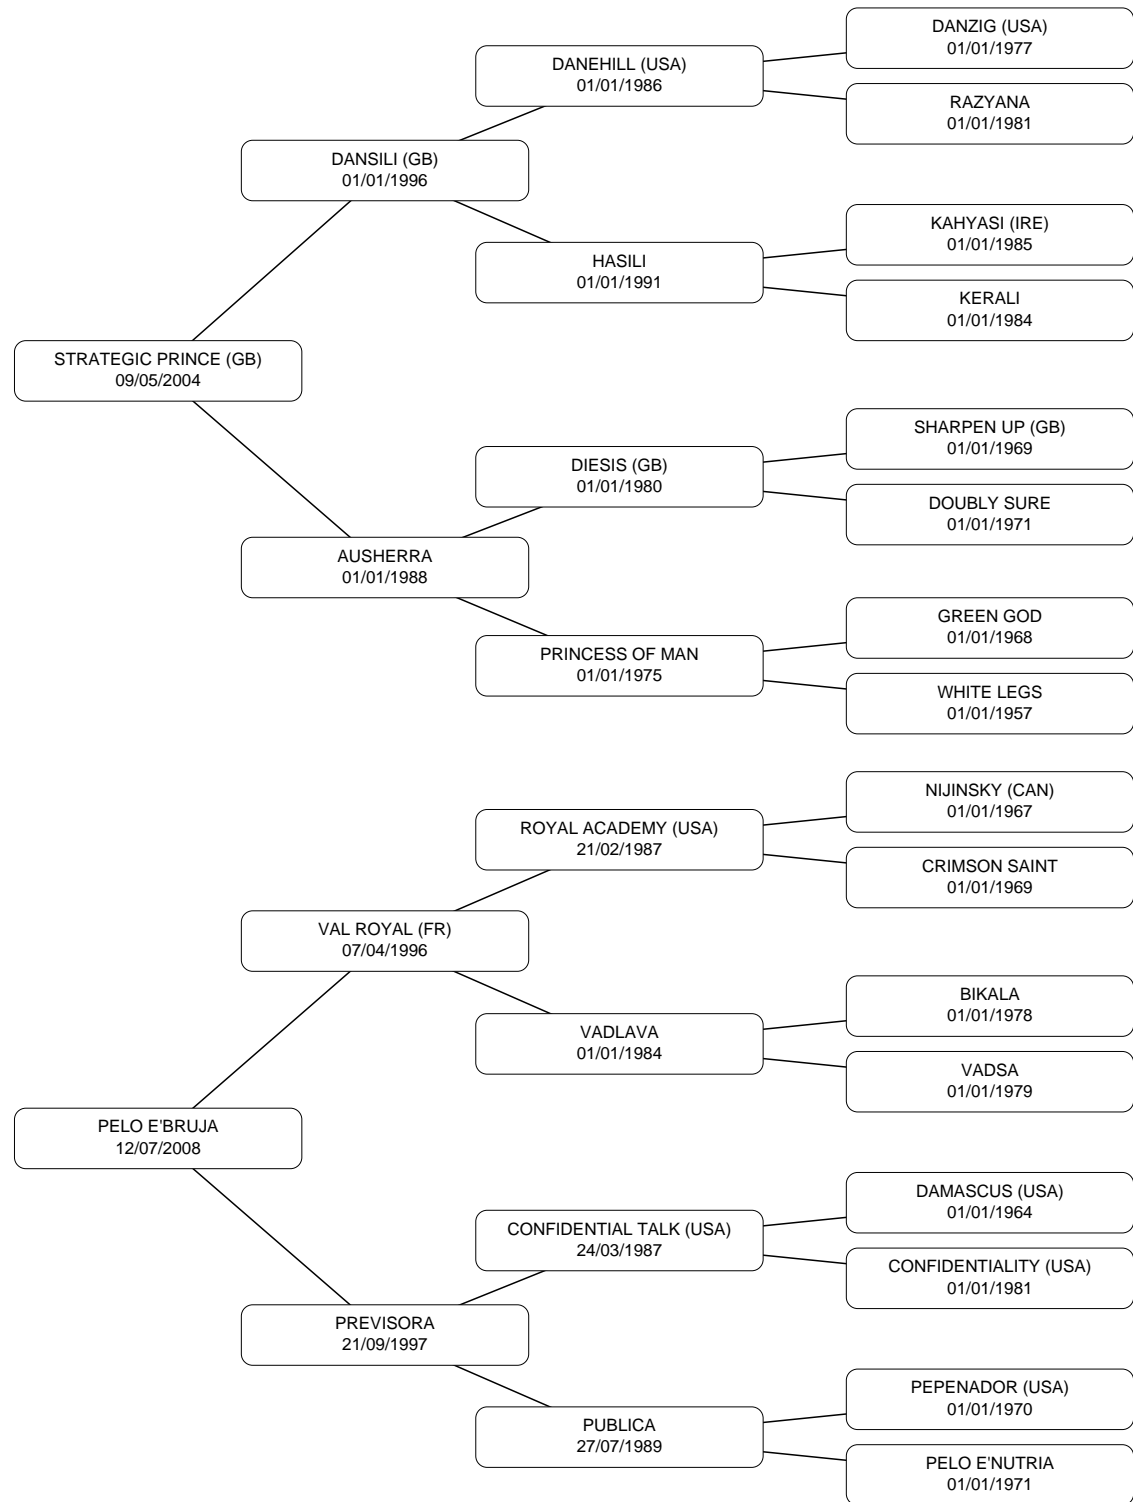 DANZIG (USA)
01/01/1977
DANEHILL (USA)
01/01/1986
RAZYANA
01/01/1981
DANSILI (GB)
01/01/1996
KAHYASI (IRE)
01/01/1985
HASILI
01/01/1991
KERALI
01/01/1984
STRATEGIC PRINCE (GB)
09/05/2004
SHARPEN UP (GB)
01/01/1969
DIESIS (GB)
01/01/1980
DOUBLY SURE
01/01/1971
AUSHERRA
01/01/1988
GREEN GOD
01/01/1968
PRINCESS OF MAN
01/01/1975
WHITE LEGS
01/01/1957
NIJINSKY (CAN)
01/01/1967
ROYAL ACADEMY (USA)
21/02/1987
CRIMSON SAINT
01/01/1969
VAL ROYAL (FR)
07/04/1996
BIKALA
01/01/1978
VADLAVA
01/01/1984
VADSA
01/01/1979
PELO E'BRUJA
12/07/2008
DAMASCUS (USA)
01/01/1964
CONFIDENTIAL TALK (USA)
24/03/1987
CONFIDENTIALITY (USA)
01/01/1981
PREVISORA
21/09/1997
PEPENADOR (USA)
01/01/1970
PUBLICA
27/07/1989
PELO E'NUTRIA
01/01/1971